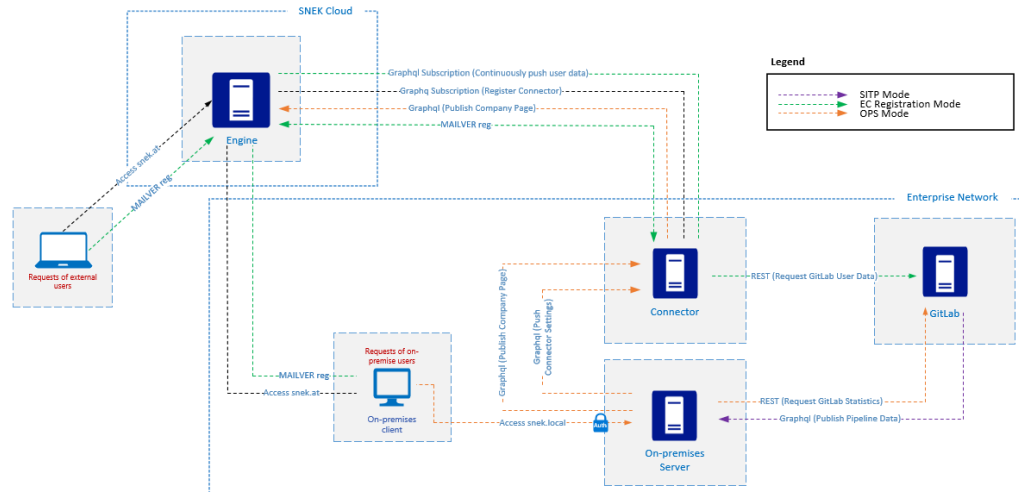 SNEK Cloud
Engine
Graphql Subscription (Continuously push user data)
Graphq Subscription (Register Connector)
Graphql (Publish Company Page)
MAILVER reg
Legend
SITP Mode
EC Registration Mode
OPS Mode
Access snek.at
MAILVER reg
Requests of external
users
Enterprise Network
Connector
REST (Request GitLab User Data)
GitLab
Graphql (Publish Company Page)
Graphql (Push
Connector Settings)
Requests of on-
premise users
On-premises
client
MAILVER reg
Access snek.at
Access snek.local
Auth
On-premises
Server
REST (Request GitLab Statistics)
Graphql (Publish Pipeline Data)